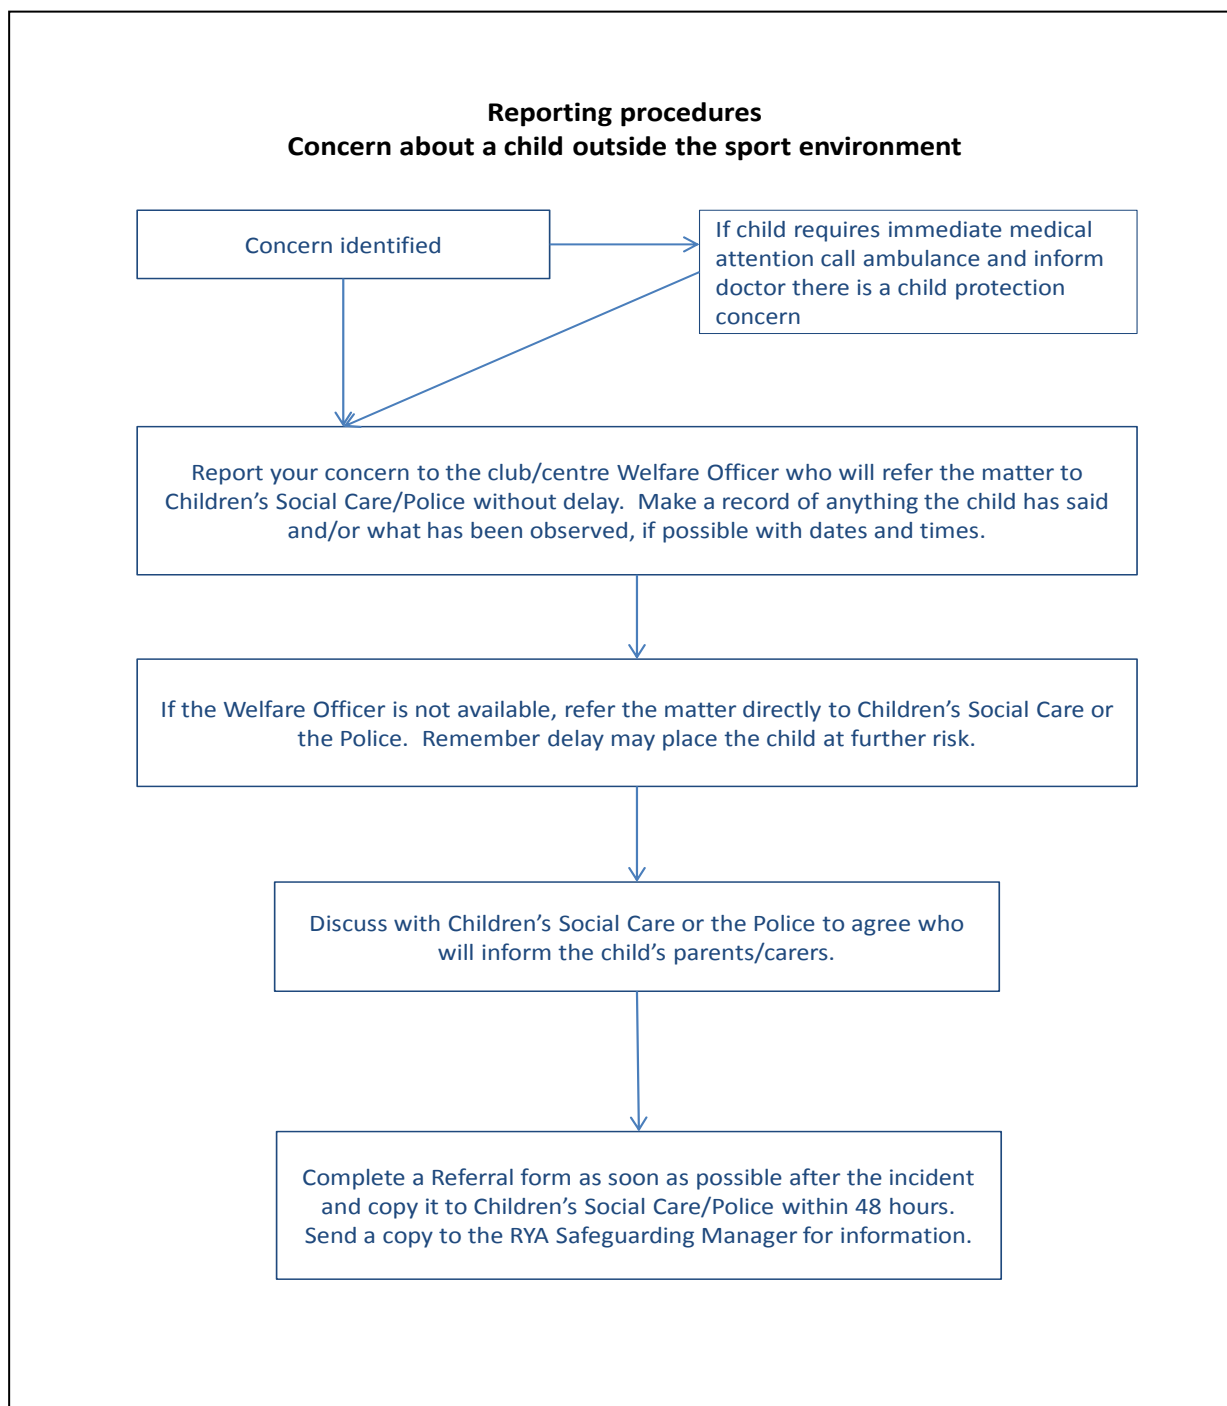 Reporting procedures
Concern about a child outside the sport environment
Concern identified
If child requires immediate medical
attention call ambulance and inform
doctor there is a child protection
concern
Report your concern to the club/centre Welfare Officer who will refer the matter to
Children’s Social Care/Police without delay.  Make a record of anything the child has said
and/or what has been observed, if possible with dates and times.
If the Welfare Officer is not available, refer the matter directly to Children’s Social Care or
the Police.  Remember delay may place the child at further risk.
Discuss with Children’s Social Care or the Police to agree who
will inform the child’s parents/carers.
Complete a Referral form as soon as possible after the incident
and copy it to Children’s Social Care/Police within 48 hours.
Send a copy to the RYA Safeguarding Manager for information.